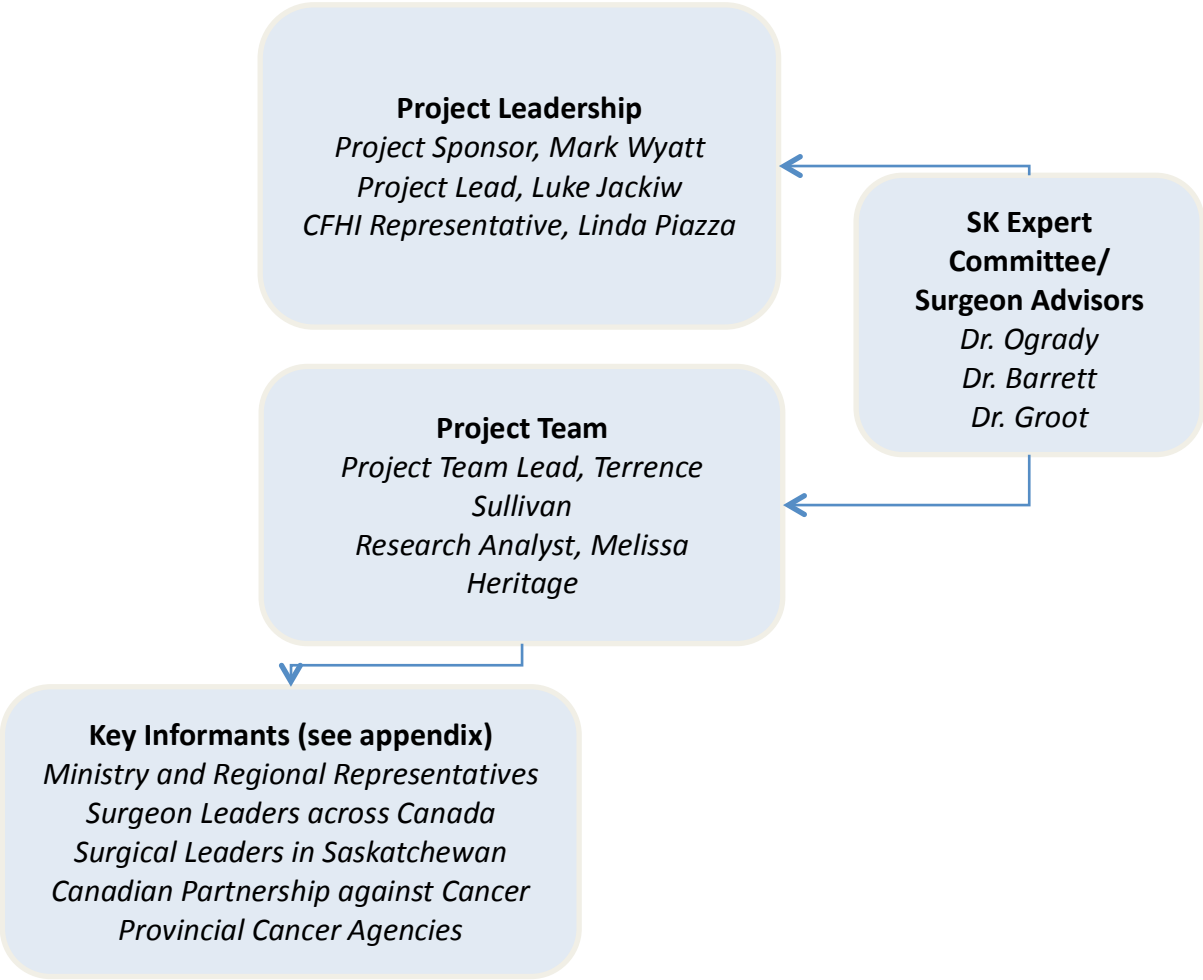 Project Leadership
Project Sponsor, Mark Wyatt
Project Lead, Luke Jackiw
CFHI Representative, Linda Piazza
SK Expert
Committee/
Surgeon Advisors
Dr. Ogrady
Dr. Barrett
Dr. Groot
Project Team
Project Team Lead, Terrence
Sullivan
Research Analyst, Melissa
Heritage
Key Informants (see appendix)
Ministry and Regional Representatives
Surgeon Leaders across Canada
Surgical Leaders in Saskatchewan
Canadian Partnership against Cancer
Provincial Cancer Agencies